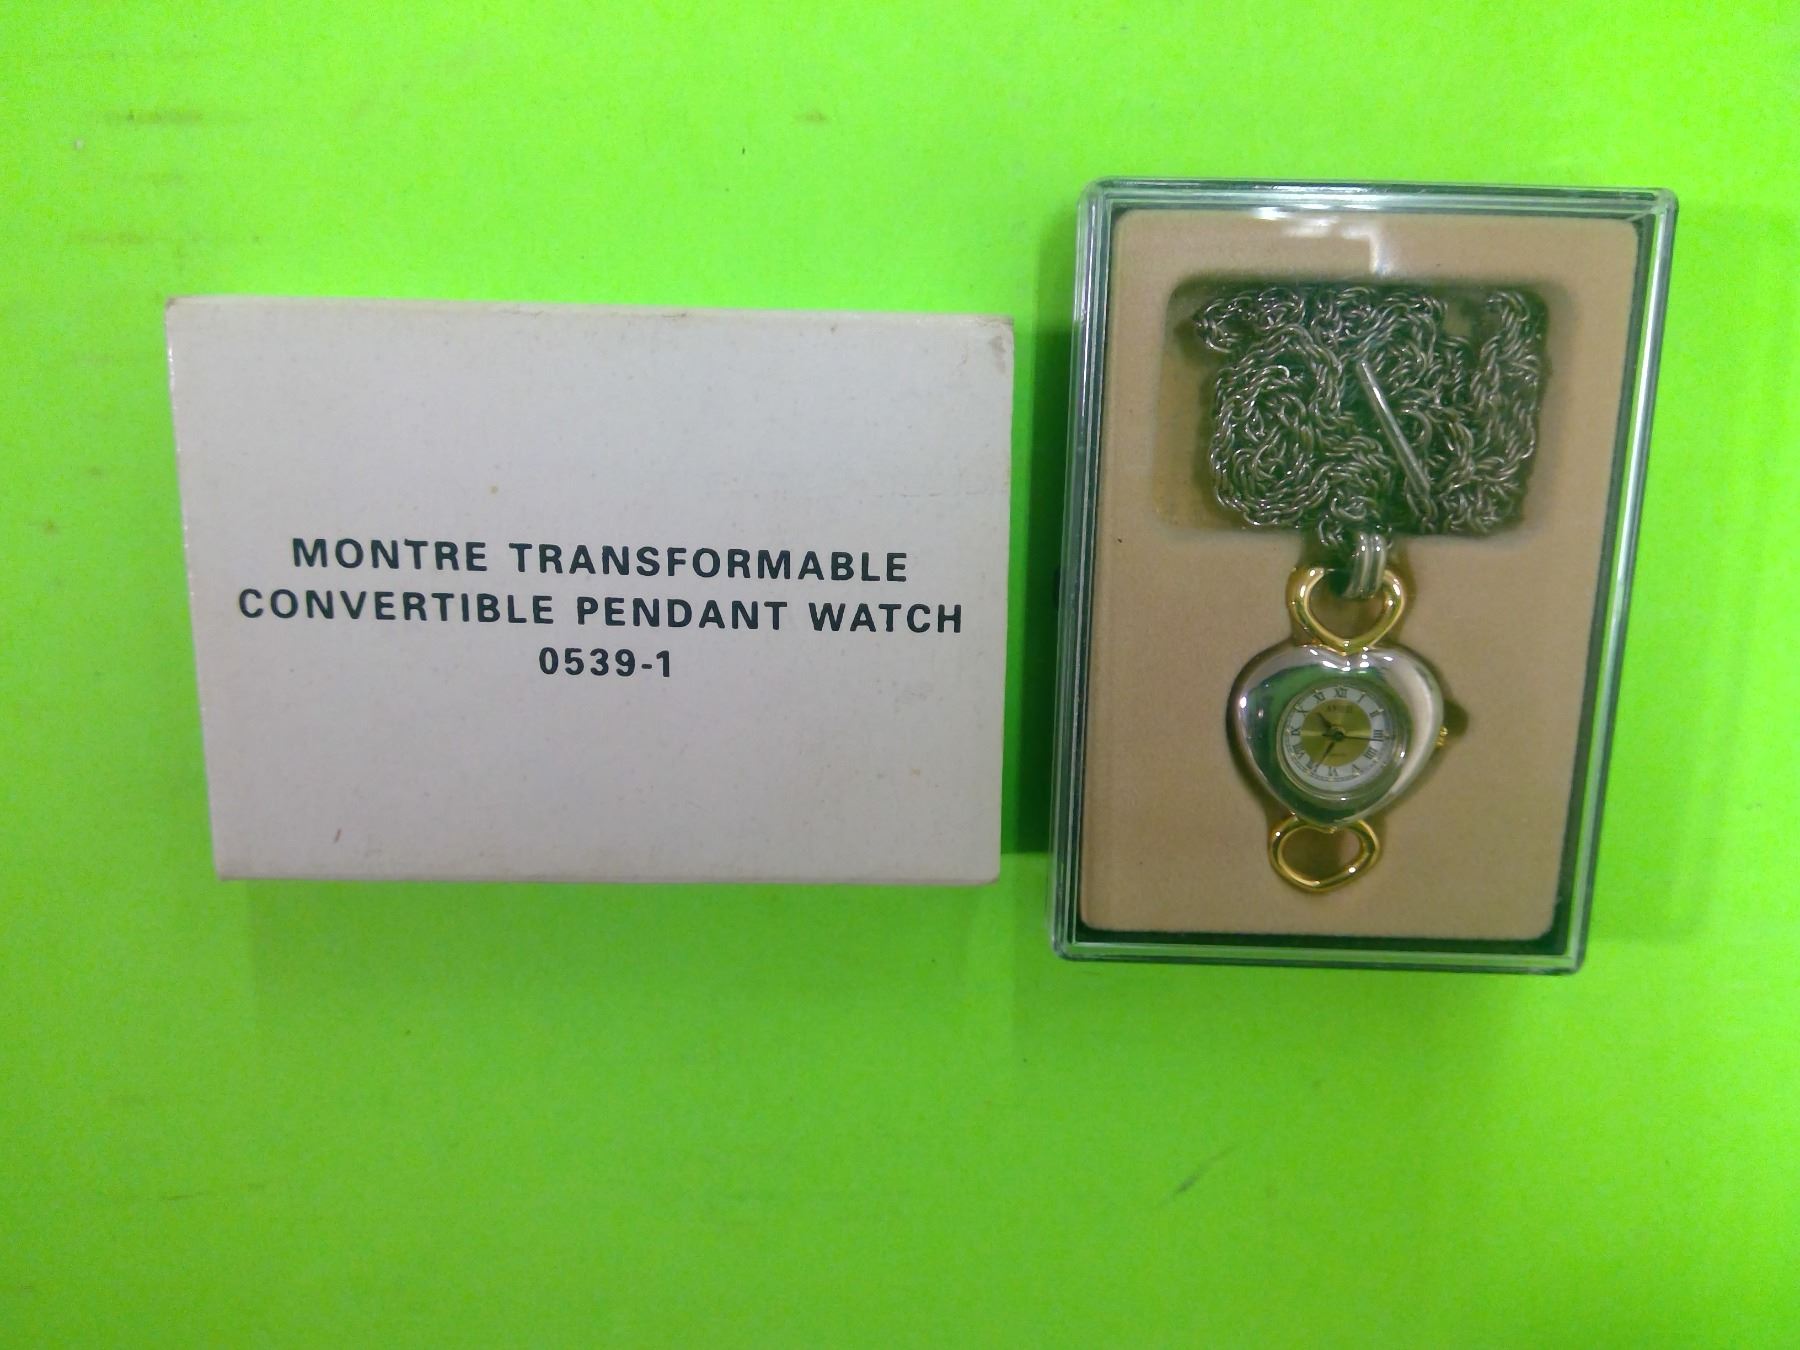 MONTRE TRANSFORMABLE
CONVERTIBLE PENDANT WATCH
0539-1